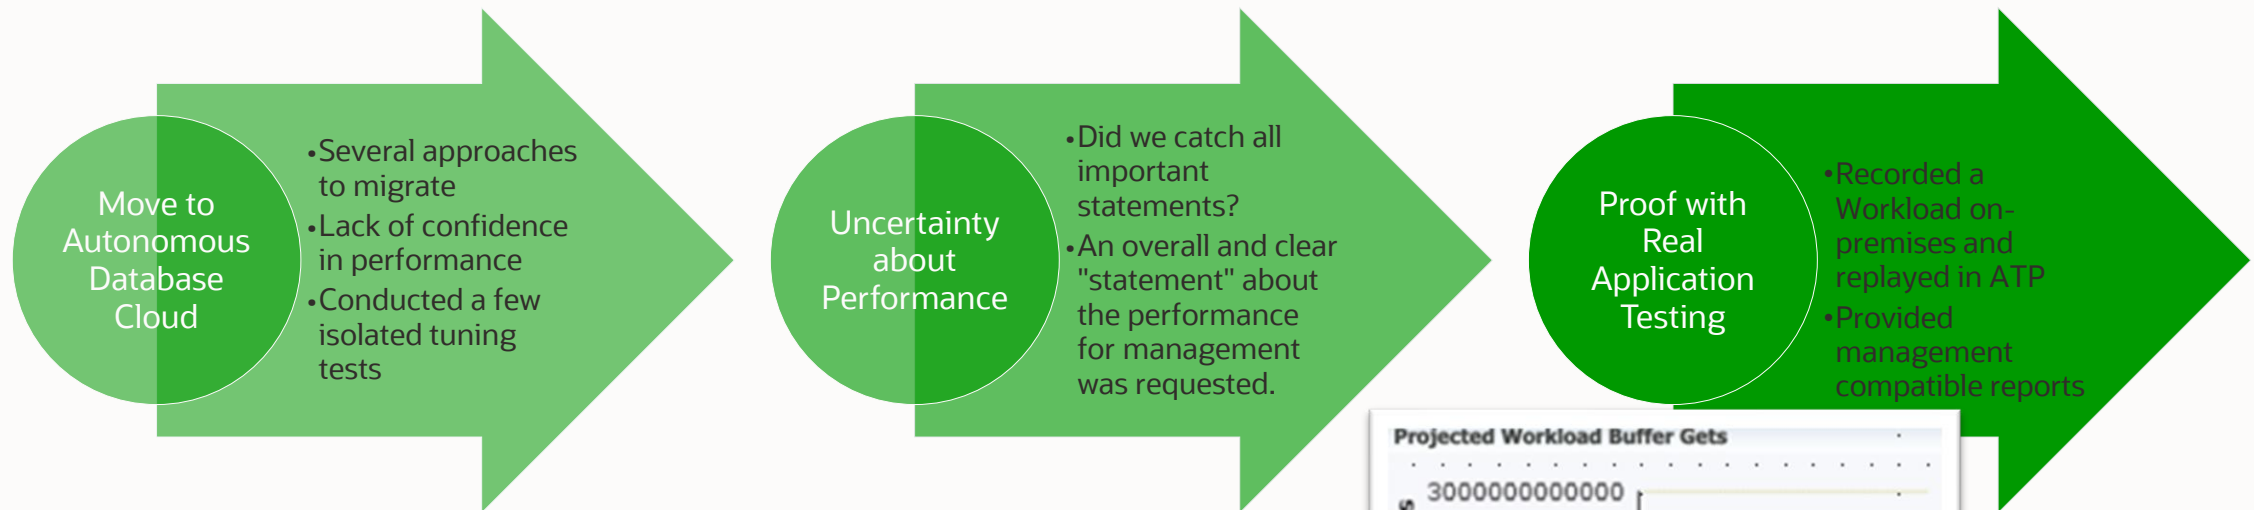 Move to
Autonomous
Database
Cloud
•Several approaches
to migrate
•Lack of confidence
in performance
•Conducted a few
isolated tuning
tests
Uncertainty
about
Performance
•Did we catch all
important
statements?
•An overall and clear
"statement" about
the performance
for management
was requested.
Proof with
Real
Application
Testing
•Recorded a
Workload on-
premises and
replayed in ATP
•Provided
management
compatible reports
Projected Workload Buffer Gets
3000000000000